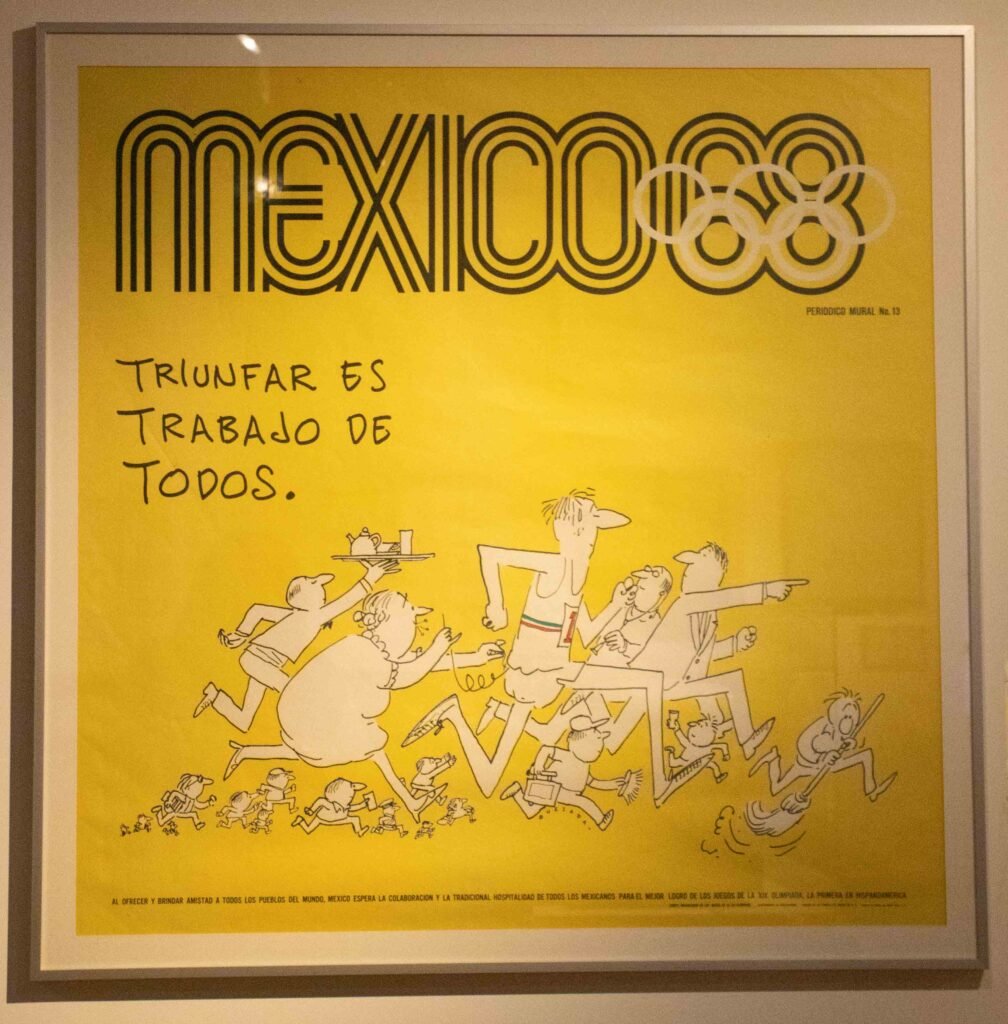 MEXICO68
PERIODICO MURAL No. 13
TRIUNFAR ES
TRABAJO DE
TODOS.
1
AL OFRECER Y BRINDAR AMISTAD A TODOS LOS PUEBLOS DEL MUNDO, MEXICO ESPERA LA COLABORACION Y LA TRADICIONAL HOSPITALIDAD DE TODOS LOS MEXICANOS PARA EL MEJOR LOGRO DE LOS JUEGOS DE LA XIX OLIMPIADA, LA PRIMERA EN HISPANOAMERICA